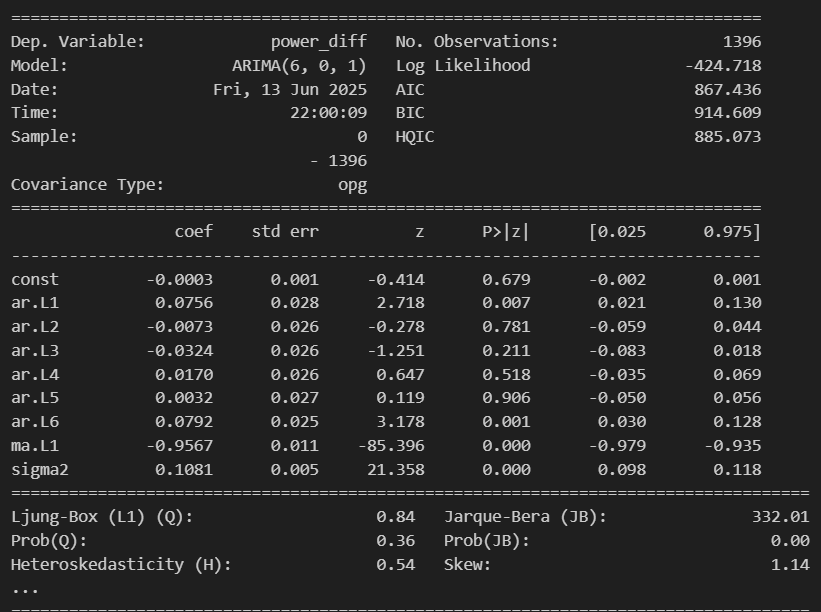 ==============================================================================
Dep. Variable:             power_diff   No. Observations:                 1396
Model:                 ARIMA(6, 0, 1)   Log Likelihood                -424.718
Date:                Fri, 13 Jun 2025   AIC                            867.436
Time:                        22:00:09   BIC                            914.609
Sample:                             0   HQIC                           885.073
                               - 1396
Covariance Type:                  opg
==============================================================================
                 coef    std err          z      P>|z|      [0.025      0.975]
------------------------------------------------------------------------------
const         -0.0003      0.001     -0.414      0.679      -0.002       0.001
ar.L1          0.0756      0.028      2.718      0.007       0.021       0.130
ar.L2         -0.0073      0.026     -0.278      0.781      -0.059       0.044
ar.L3         -0.0324      0.026     -1.251      0.211      -0.083       0.018
ar.L4          0.0170      0.026      0.647      0.518      -0.035       0.069
ar.L5          0.0032      0.027      0.119      0.906      -0.050       0.056
ar.L6          0.0792      0.025      3.178      0.001       0.030       0.128
ma.L1         -0.9567      0.011    -85.396      0.000      -0.979      -0.935
sigma2         0.1081      0.005     21.358      0.000       0.098       0.118
===================================================================================
Ljung-Box (L1) (Q):                   0.84   Jarque-Bera (JB):               332.01
Prob(Q):                              0.36   Prob(JB):                         0.00
Heteroskedasticity (H):               0.54   Skew:                             1.14
...
===================================================================================